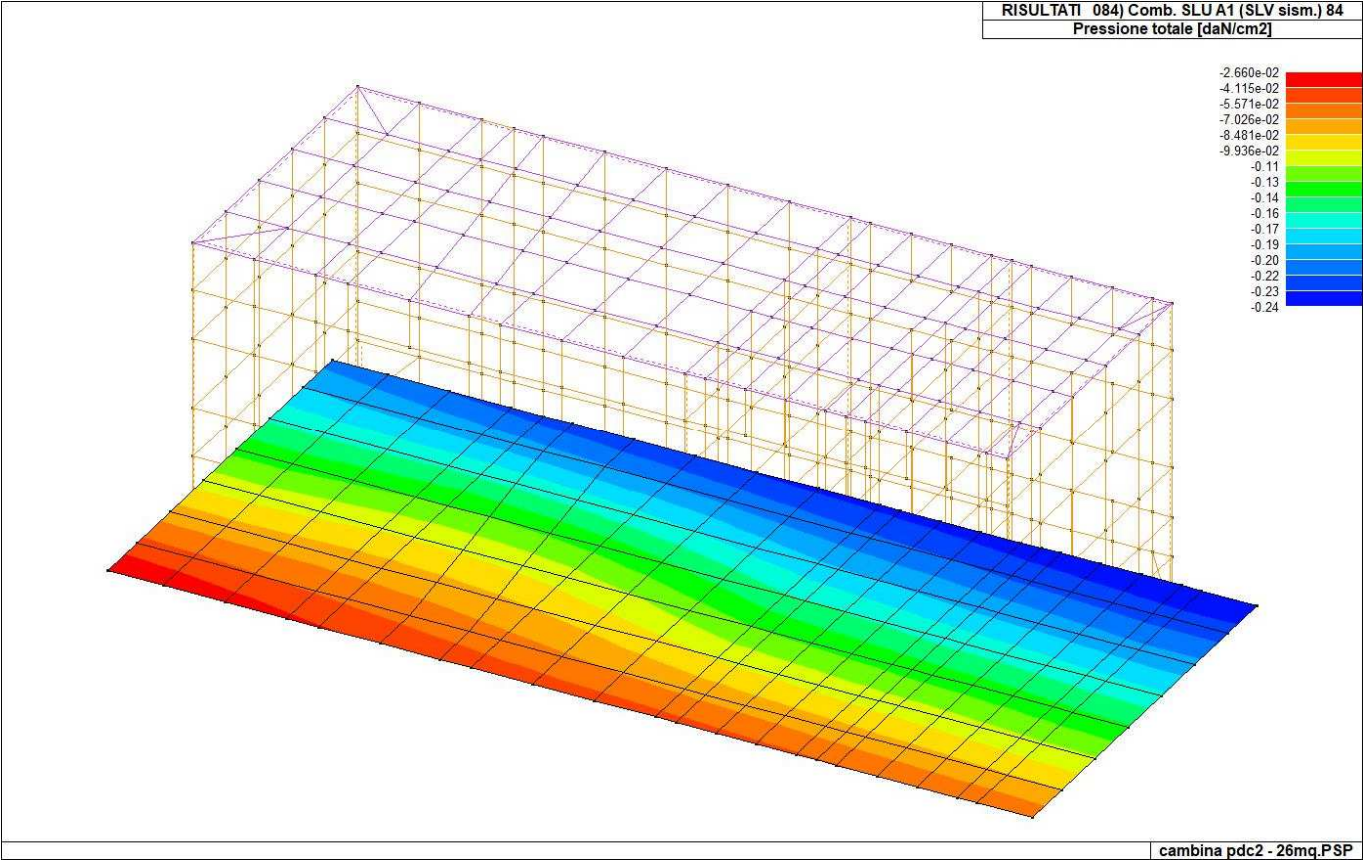 RISULTATI 084) Comb. SLU A1 (SLV sism.) 84
Pressione totale [daN/cm2]
-2.660e-02
-4.115e-02
-5.571e-02
-7.026e-02
-8.481e-02
-9.936e-02
-0.11
-0.13
-0.14
-0.16
-0.17
-0.19
-0.20
-0.22
-0.23
-0.24
cambina pdc2 - 26mq.PSP